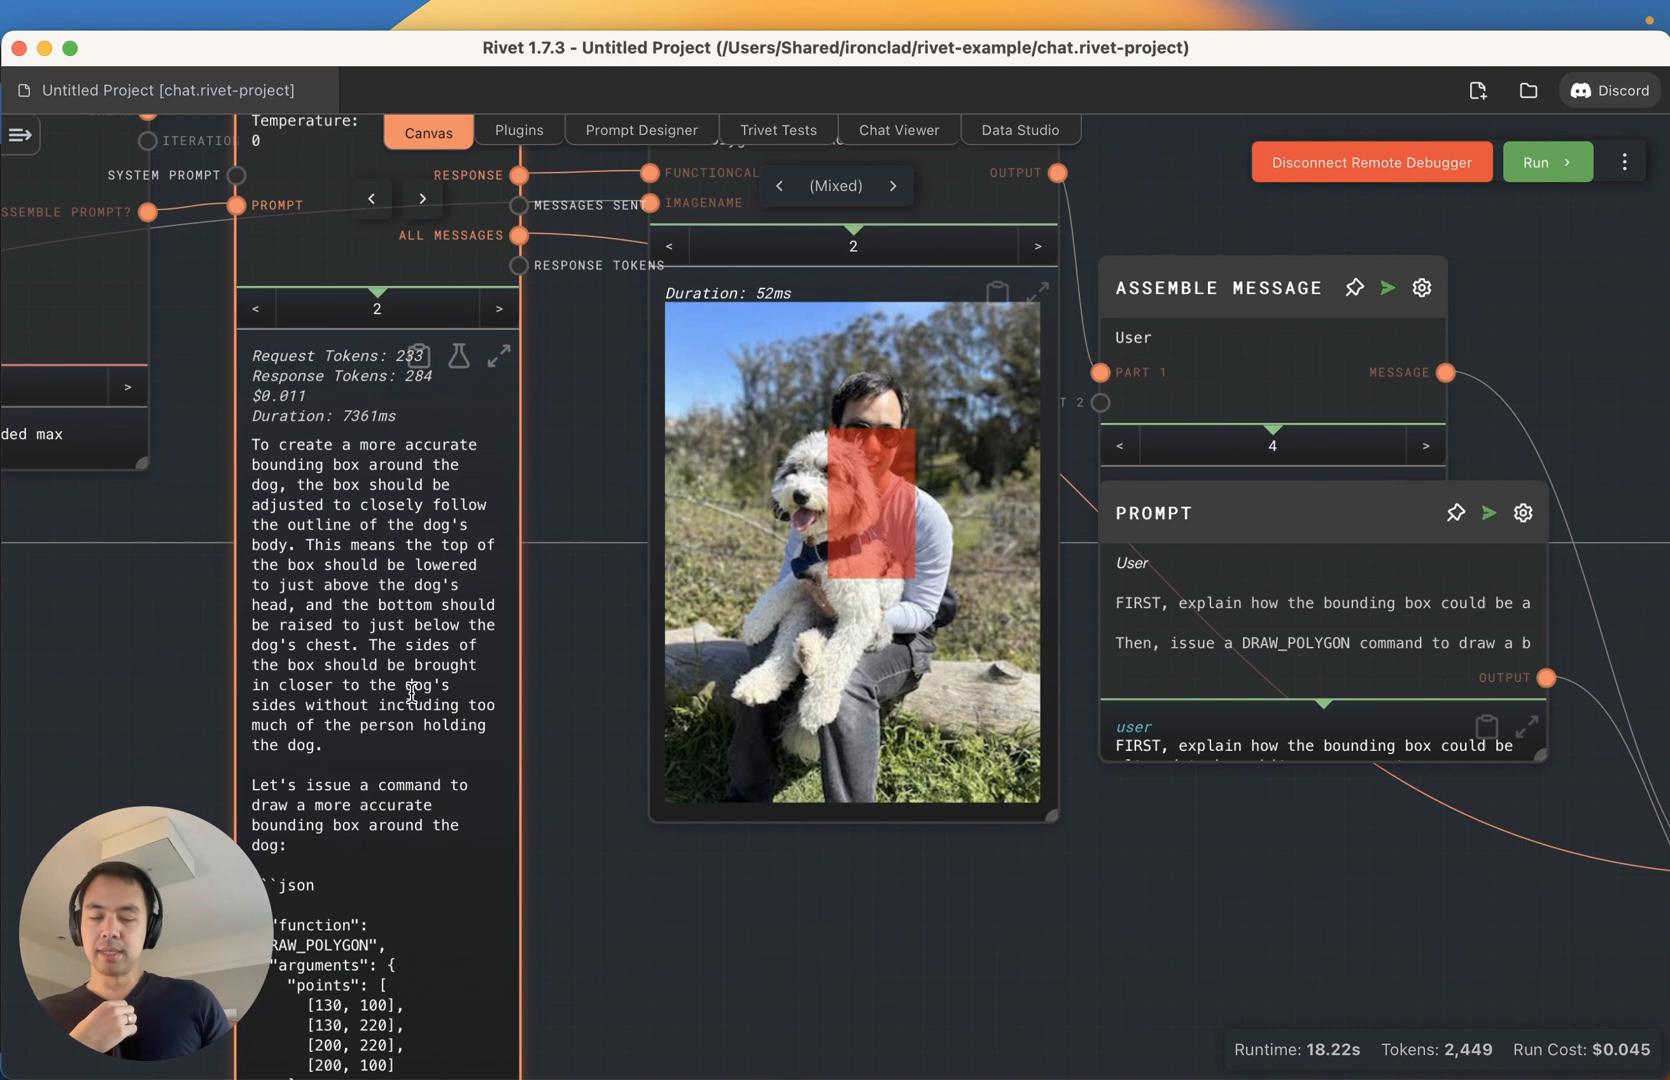 Rivet 1.7.3 - Untitled Project (/Users/Shared/ironclad/rivet-example/chat.rivet-project)
Untitled Project [chat.rivet-project]
Discord
Canvas
Plugins
Prompt Designer
Trivet Tests
Chat Viewer
Data Studio
Disconnect Remote Debugger
Run
ITERATION
SYSTEM PROMPT
SSEMBLE PROMPT?
PROMPT
Temperature:
0
RESPONSE
MESSAGES SENT
ALL MESSAGES
RESPONSE TOKENS
< 2 >
>
ded max
Request Tokens: 233
Response Tokens: 284
$0.011
Duration: 7361ms
To create a more accurate
bounding box around the
dog, the box should be
adjusted to closely follow
the outline of the dog's
body. This means the top of
the box should be lowered
to just above the dog's
head, and the bottom should
be raised to just below the
dog's chest. The sides of
the box should be brought
in closer to the dog's
sides without including too
much of the person holding
the dog.
Let's issue a command to
draw a more accurate
bounding box around the
dog:
``json
"function":
RAW_POLYGON",
"arguments": {
"points": [
[130, 100],
[130, 220],
[200, 220],
[200, 100]
FUNCTIONCAL
IMAGENAME
< (Mixed) >
OUTPUT
< 2 >
Duration: 52ms
ASSEMBLE MESSAGE
User
PART 1
MESSAGE
T 2
< 4 >
PROMPT
User
FIRST, explain how the bounding box could be a
Then, issue a DRAW_POLYGON command to draw a b
OUTPUT
user
FIRST, explain how the bounding box could be
Runtime: 18.22s Tokens: 2,449 Run Cost: $0.045